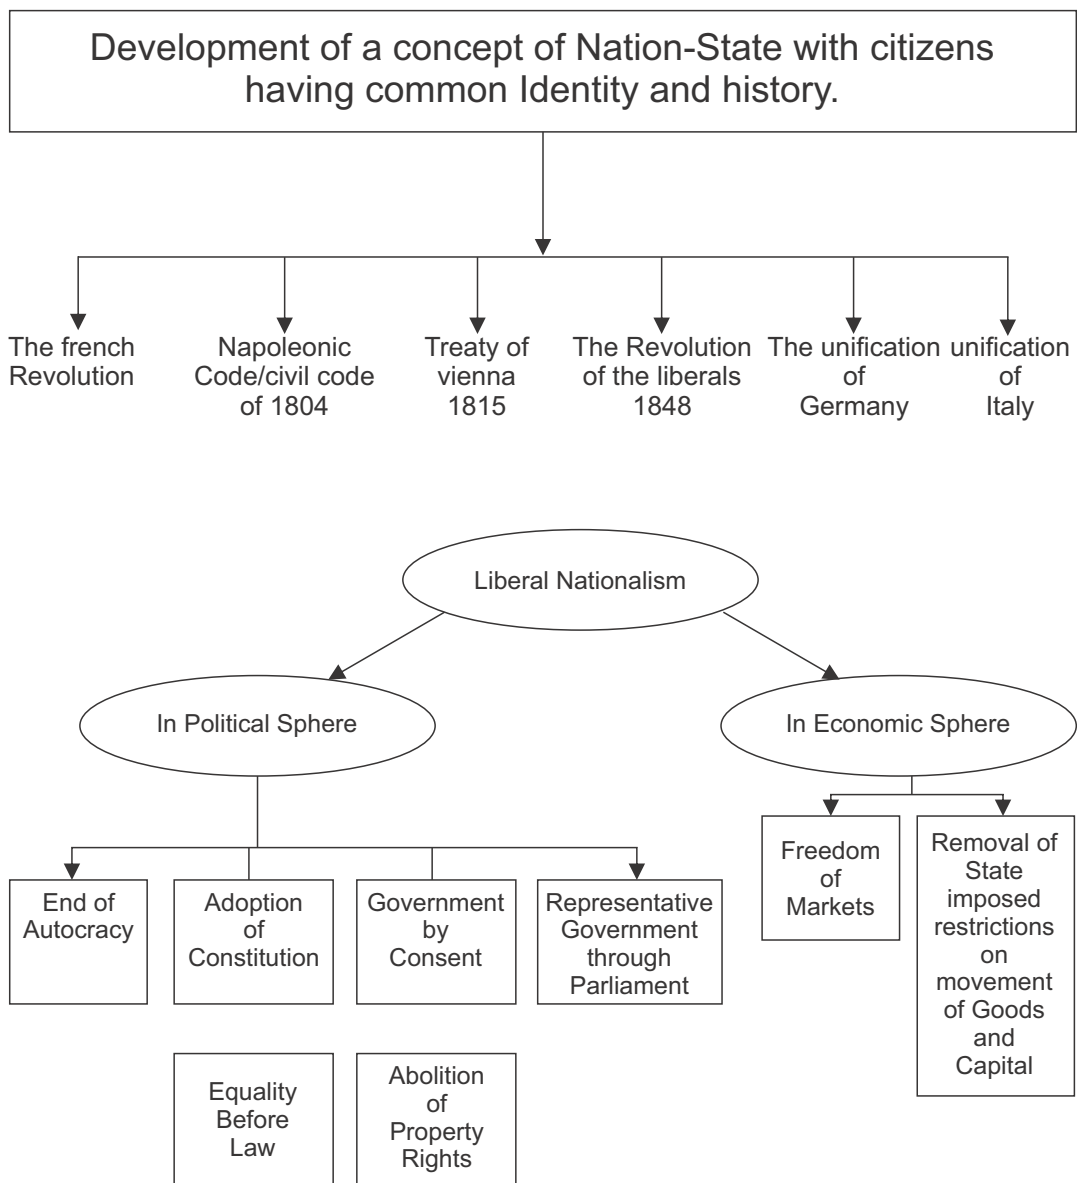 Development of a concept of Nation-State with citizens
having common Identity and history.
The french
Revolution
Napoleonic
Code/civil code
of 1804
Treaty of
vienna
1815
The Revolution
of the liberals
1848
The unification
of
Germany
unification
of
Italy
Liberal Nationalism
In Political Sphere
In Economic Sphere
End of
Autocracy
Adoption
of
Constitution
Government
by
Consent
Representative
Government
through
Parliament
Freedom
of
Markets
Removal of
State
imposed
restrictions
on
movement
of Goods
and
Capital
Equality
Before
Law
Abolition
of
Property
Rights